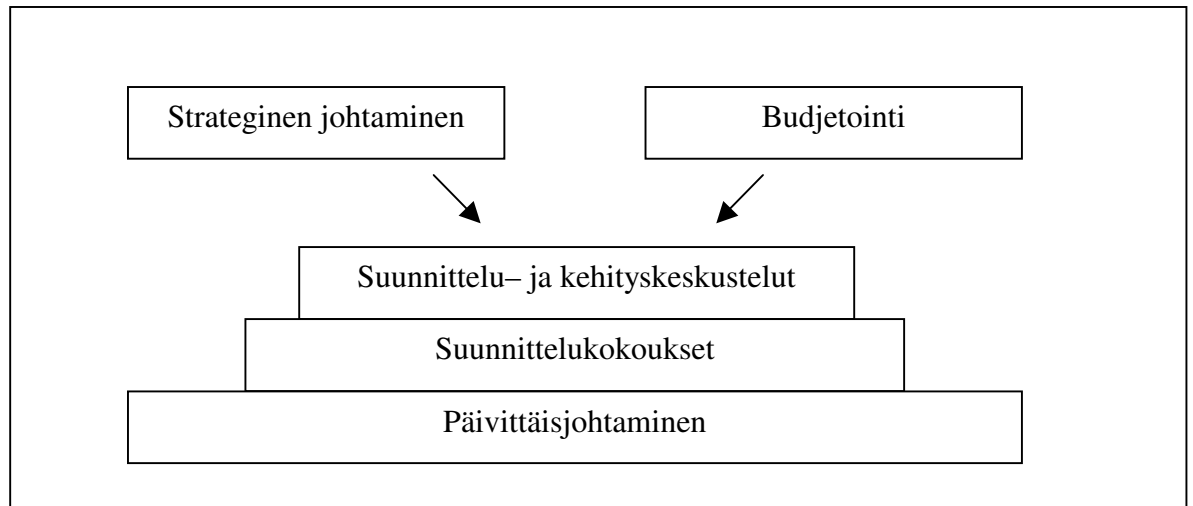 Strateginen johtaminen
Budjetointi
Suunnittelu– ja kehityskeskustelut
Suunnittelukokoukset
Päivittäisjohtaminen